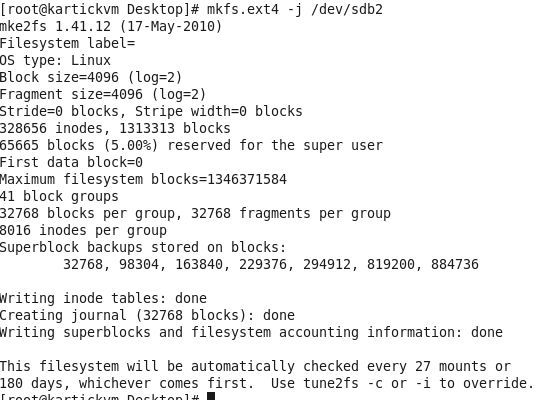 [root@kartickvm Desktop]# mkfs.ext4 -j /dev/sdb2
mke2fs 1.41.12 (17-May-2010)
Filesystem label=
OS type: Linux
Block size=4096 (log=2)
Fragment size=4096 (log=2)
Stride=0 blocks, Stripe width=0 blocks
328656 inodes, 1313313 blocks
65665 blocks (5.00%) reserved for the super user
First data block=0
Maximum filesystem blocks=1346371584
41 block groups
32768 blocks per group, 32768 fragments per group
8016 inodes per group
Superblock backups stored on blocks:
        32768, 98304, 163840, 229376, 294912, 819200, 884736

Writing inode tables: done
Creating journal (32768 blocks): done
Writing superblocks and filesystem accounting information: done

This filesystem will be automatically checked every 27 mounts or
180 days, whichever comes first.  Use tune2fs -c or -i to override.
[root@kartickvm Desktop]#